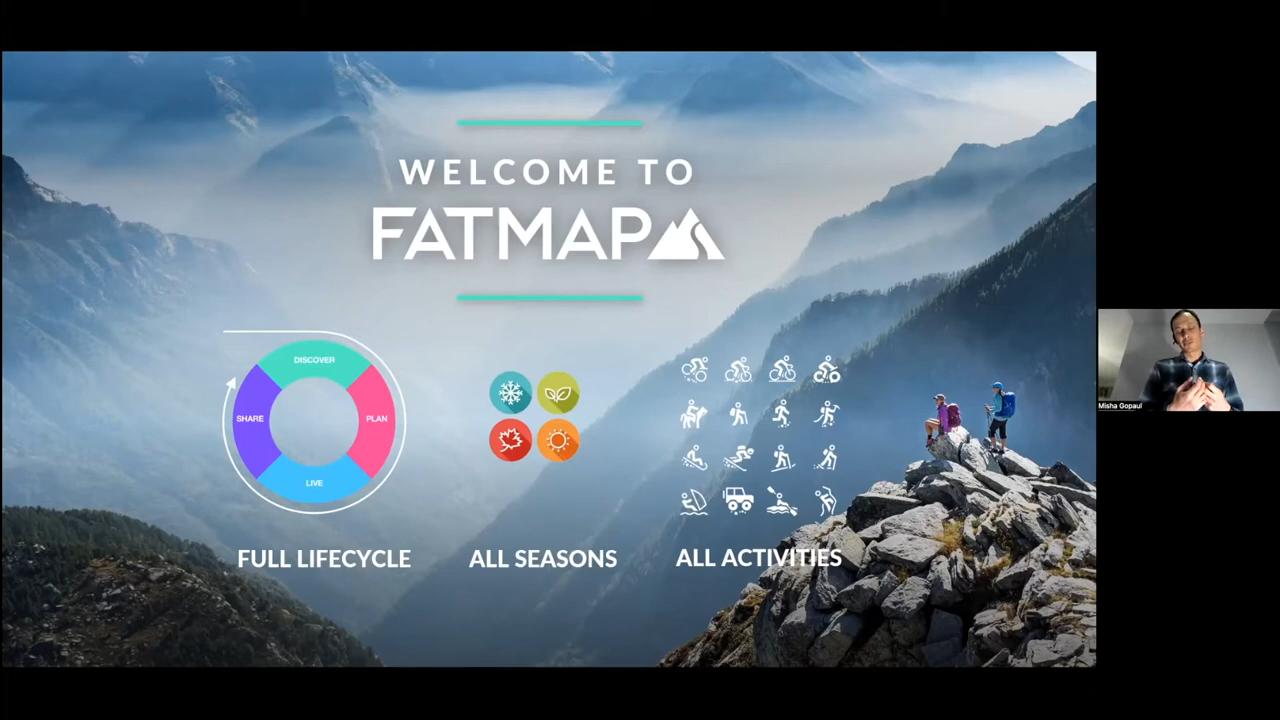 WELCOME TO
FATMAP
DISCOVER
SHARE
PLAN
LIVE
FULL LIFECYCLE
ALL SEASONS
ALL ACTIVITIES
Misha Gopaul